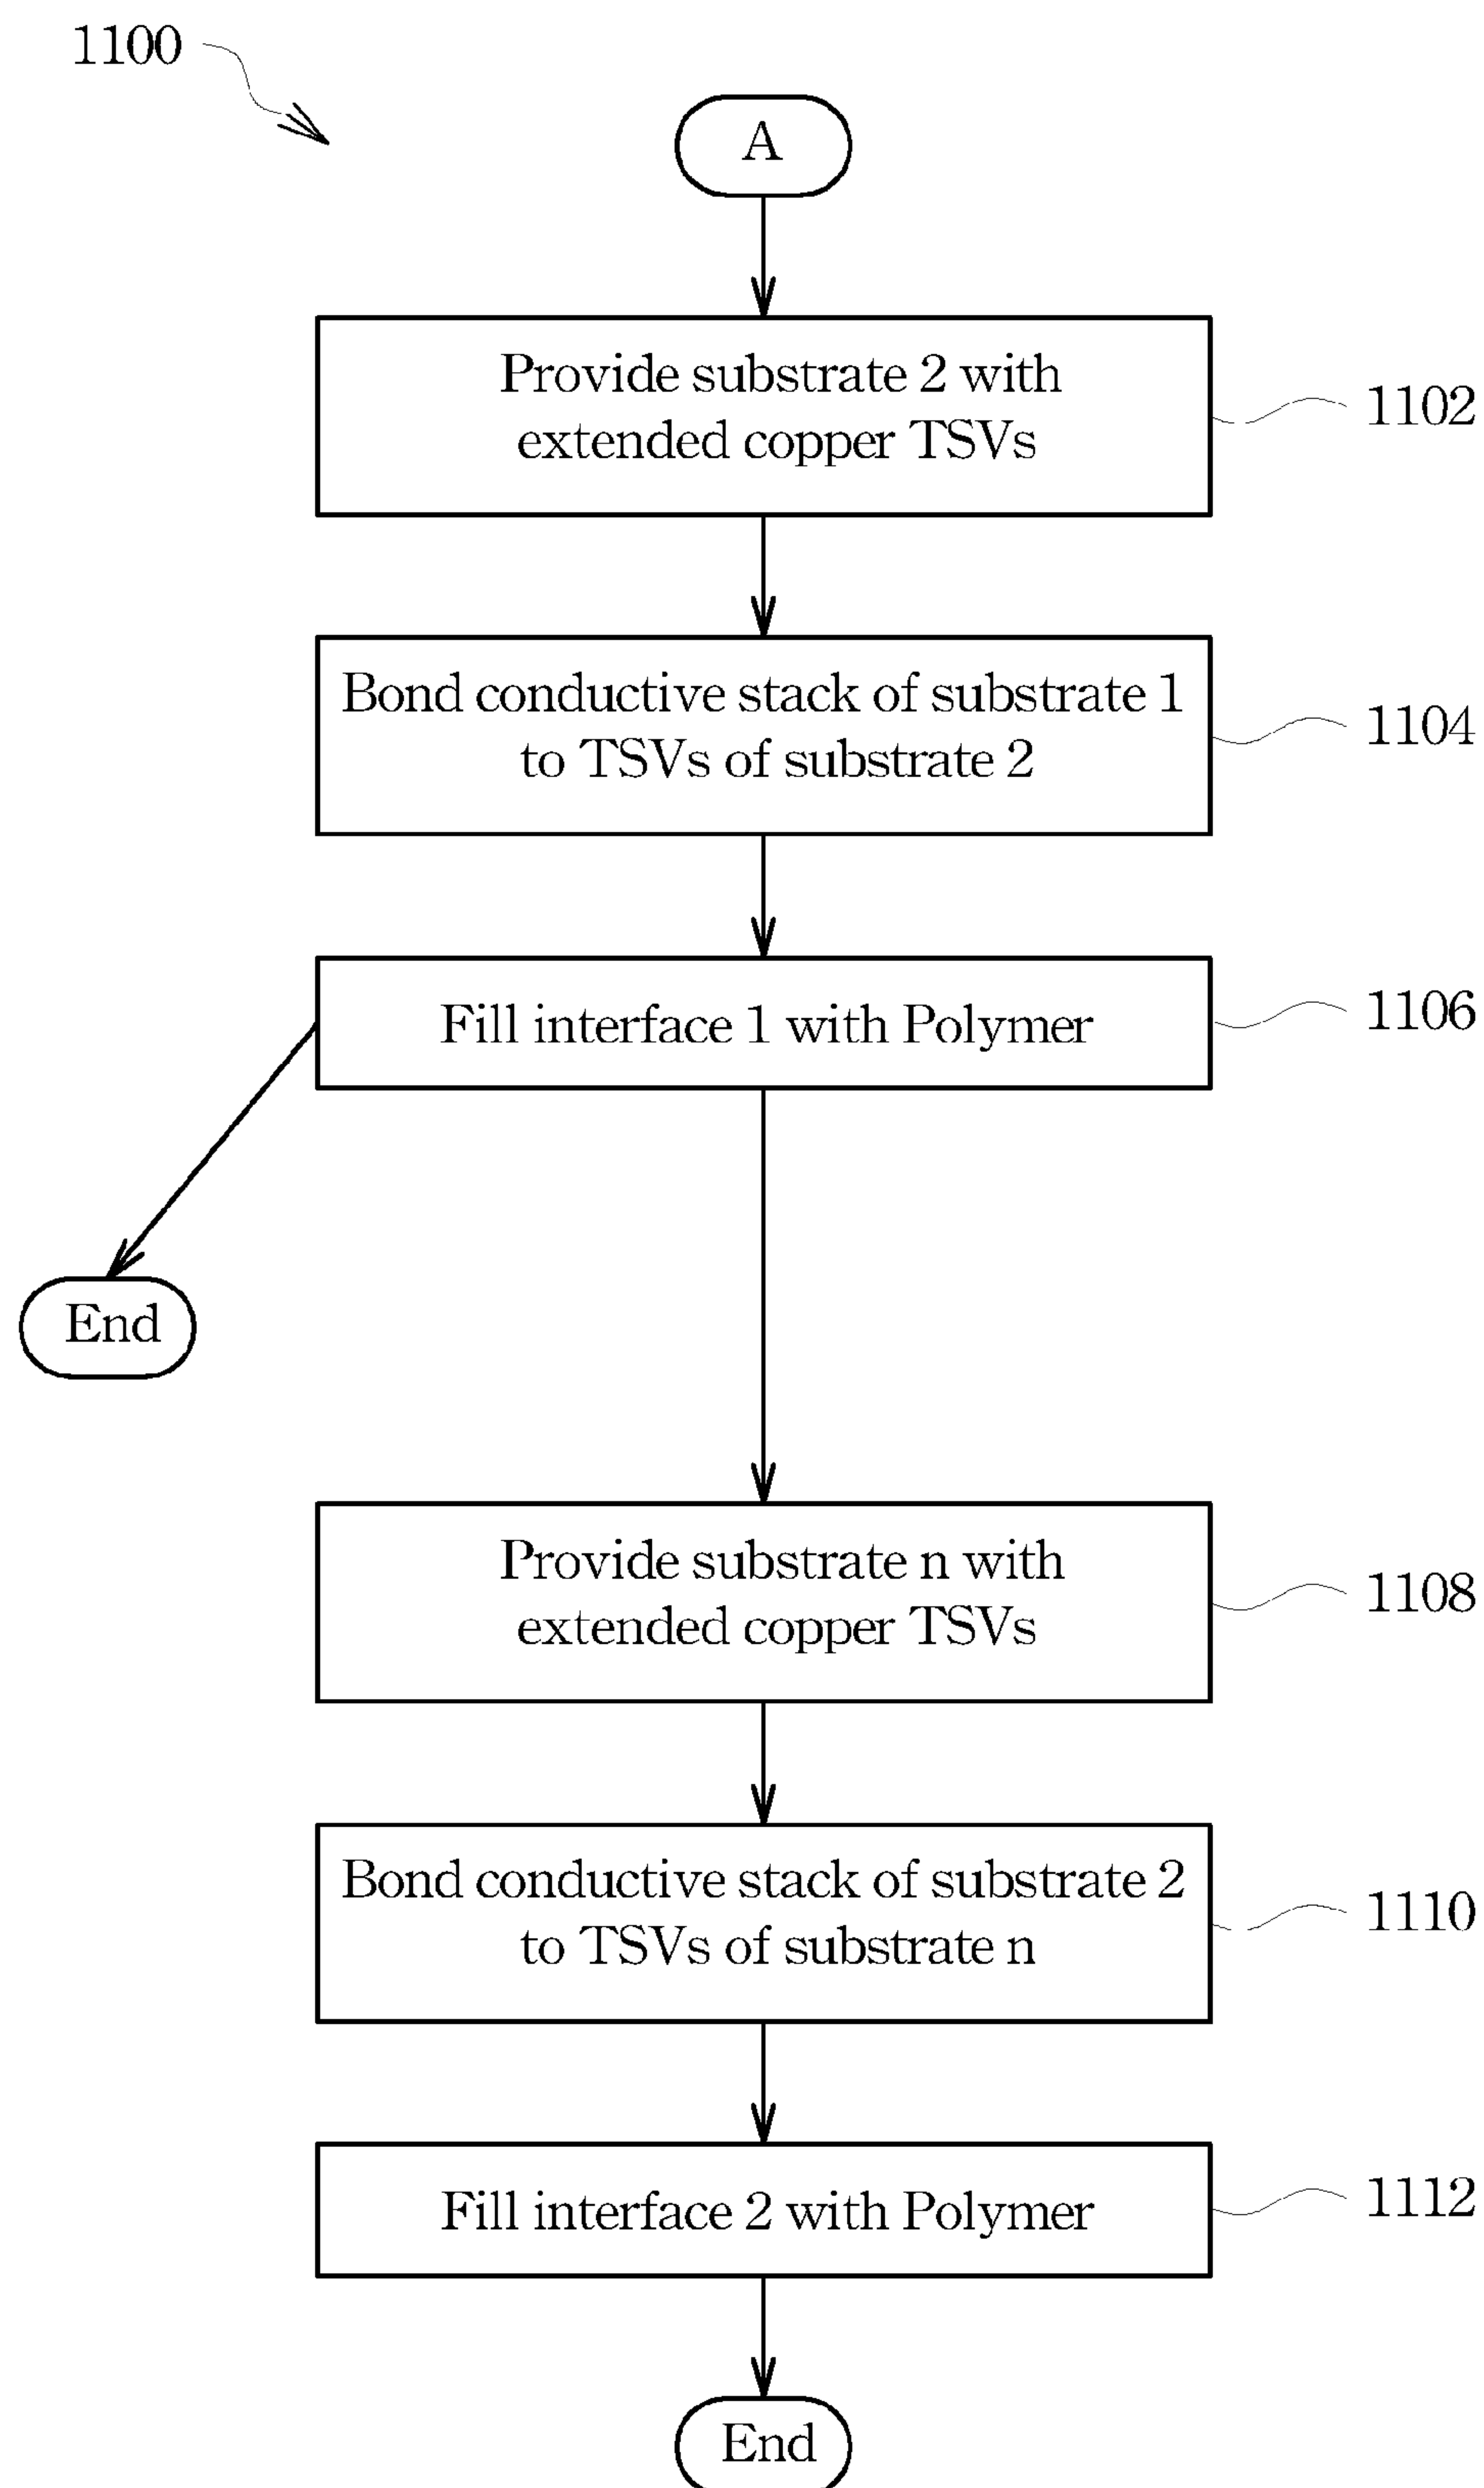 1100
A
Provide substrate 2 with
extended copper TSVs
1102
Bond conductive stack of substrate 1
to TSVs of substrate 2
1104
Fill interface 1 with Polymer
1106
End
Provide substrate n with
extended copper TSVs
1108
Bond conductive stack of substrate 2
to TSVs of substrate n
1110
Fill interface 2 with Polymer
1112
End